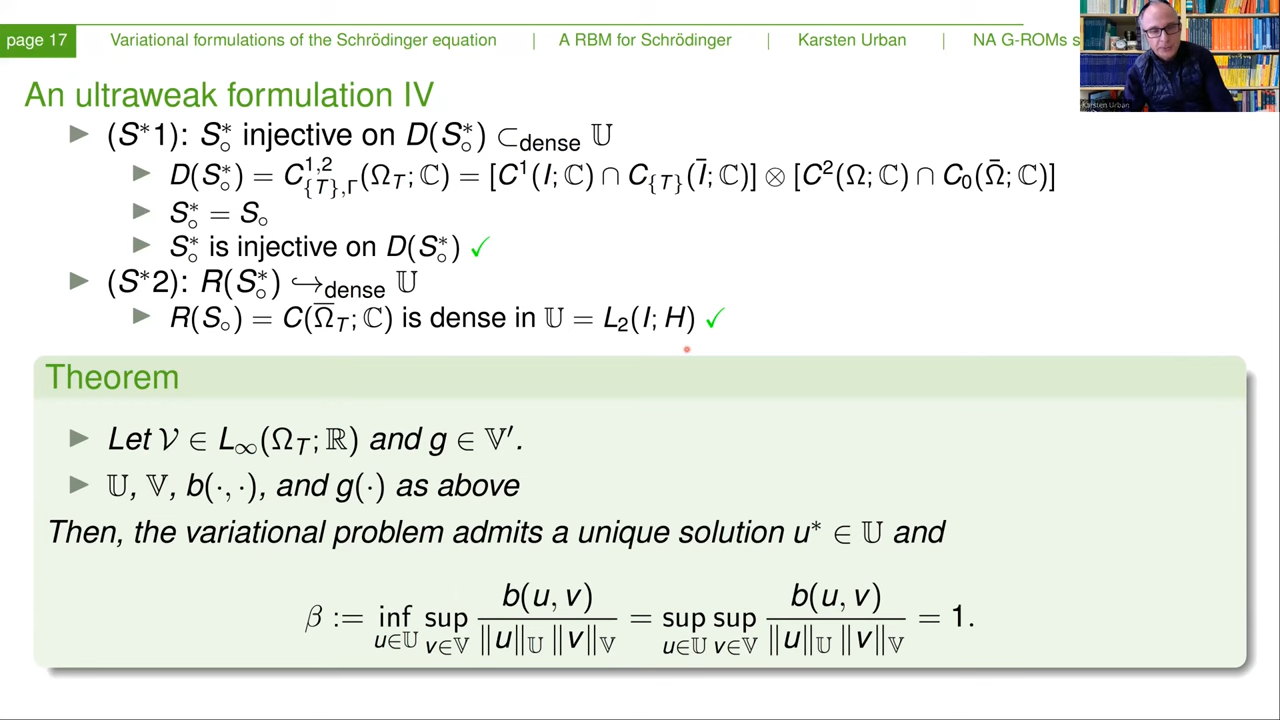 page 17 Variational formulations of the Schrödinger equation | A RBM for Schrödinger | Karsten Urban | NA G-ROMs s
Karsten Urban
An ultraweak formulation IV
▶ (S*1): S*∘ injective on D(S*∘) ⊂dense 𝕌
▶ D(S*∘) = C^{1,2}_{{T},Γ}(Ω_T; ℂ) = [C¹(I; ℂ) ∩ C_{{T}}(Ī; ℂ)] ⊗ [C²(Ω; ℂ) ∩ C₀(Ω̄; ℂ)]
▶ S*∘ = S∘
▶ S*∘ is injective on D(S*∘) ✓
▶ (S*2): R(S*∘) ↪dense 𝕌
▶ R(S∘) = C(Ω̄_T; ℂ) is dense in 𝕌 = L₂(I; H) ✓
Theorem
▶ Let 𝒱 ∈ L∞(Ω_T; ℝ) and g ∈ 𝕍′.
▶ 𝕌, 𝕍, b(·, ·), and g(·) as above
Then, the variational problem admits a unique solution u* ∈ 𝕌 and
β := inf_{u∈𝕌} sup_{v∈𝕍} b(u, v) / ‖u‖_𝕌 ‖v‖_𝕍 = sup_{u∈𝕌} sup_{v∈𝕍} b(u, v) / ‖u‖_𝕌 ‖v‖_𝕍 = 1.